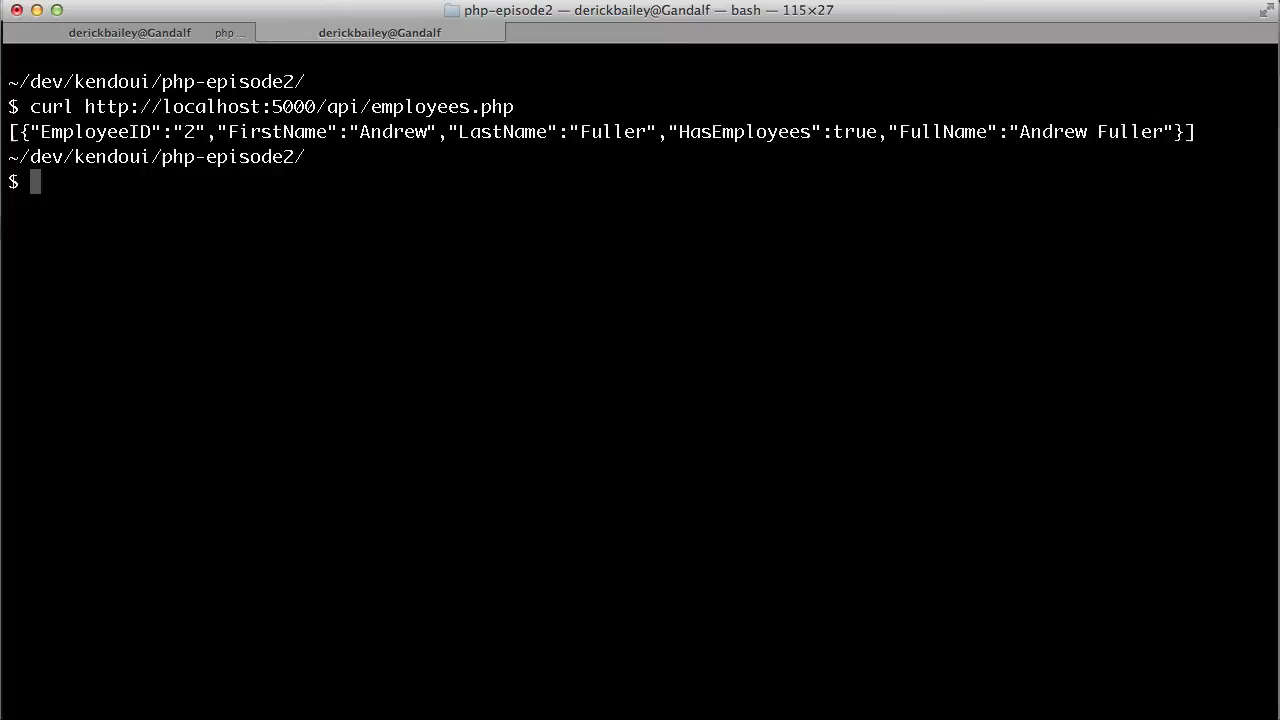 php-episode2 — derickbailey@Gandalf — bash — 115×27
derickbailey@Gandalf php ... derickbailey@Gandalf
~/dev/kendoui/php-episode2/
$ curl http://localhost:5000/api/employees.php
[{"EmployeeID":"2","FirstName":"Andrew","LastName":"Fuller","HasEmployees":true,"FullName":"Andrew Fuller"}]
~/dev/kendoui/php-episode2/
$